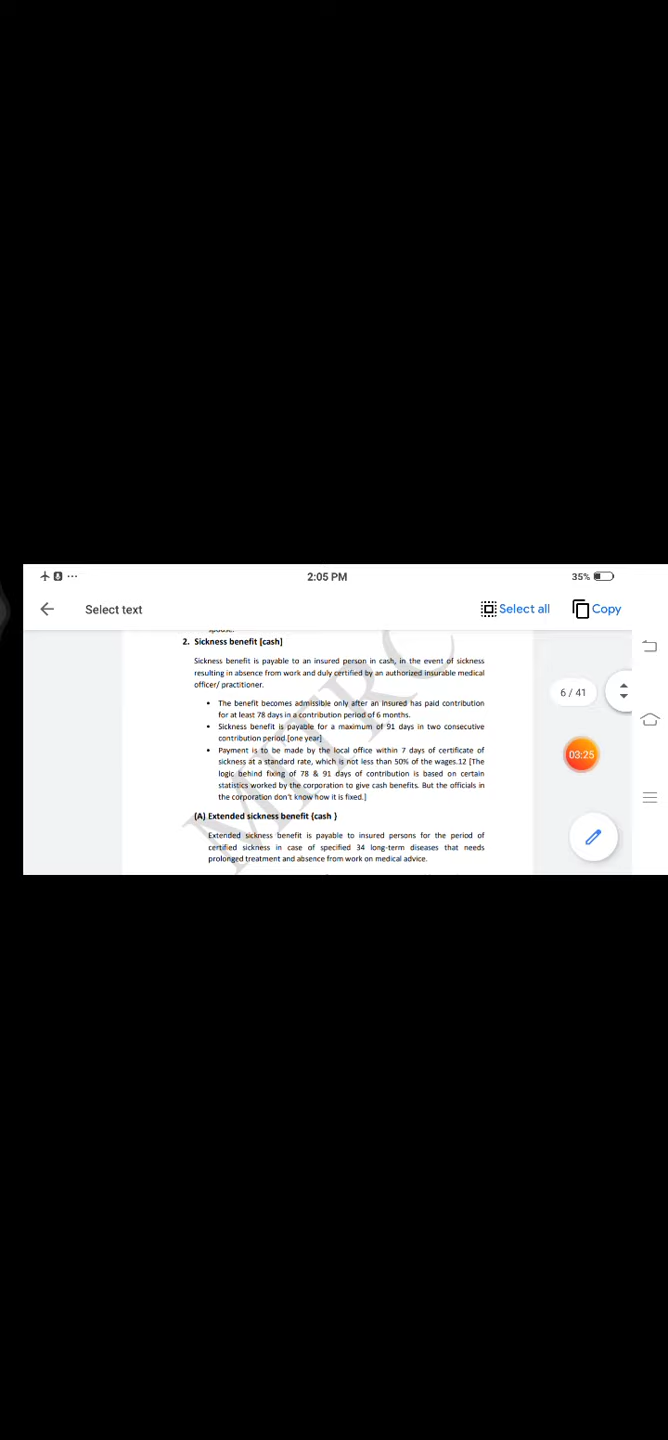 2:05 PM
35%
Select text
Select all
Copy
spouse.
2. Sickness benefit [cash]
Sickness benefit is payable to an insured person in cash, in the event of sickness
resulting in absence from work and duly certified by an authorized insurable medical
officer/ practitioner.
• The benefit becomes admissible only after an insured has paid contribution
for at least 78 days in a contribution period of 6 months.
• Sickness benefit is payable for a maximum of 91 days in two consecutive
contribution period [one year]
• Payment is to be made by the local office within 7 days of certificate of
sickness at a standard rate, which is not less than 50% of the wages.12 [The
logic behind fixing of 78 & 91 days of contribution is based on certain
statistics worked by the corporation to give cash benefits. But the officials in
the corporation don't know how it is fixed.]
(A) Extended sickness benefit {cash }
Extended sickness benefit is payable to insured persons for the period of
certified sickness in case of specified 34 long-term diseases that needs
prolonged treatment and absence from work on medical advice.
MITRC
6 / 41
03:25